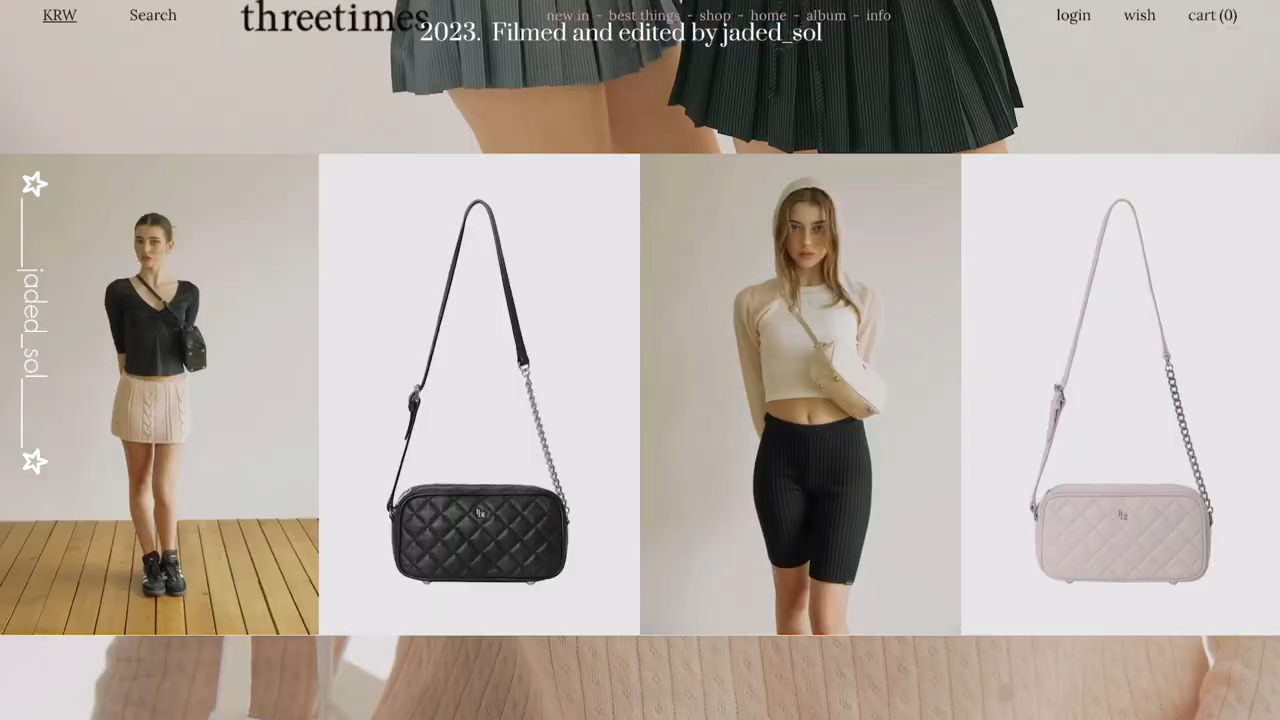 KRW
Search
threetimes
new in - best things - shop - home - album - info
login
wish
cart (0)
2023. Filmed and edited by jaded_sol
jaded_sol